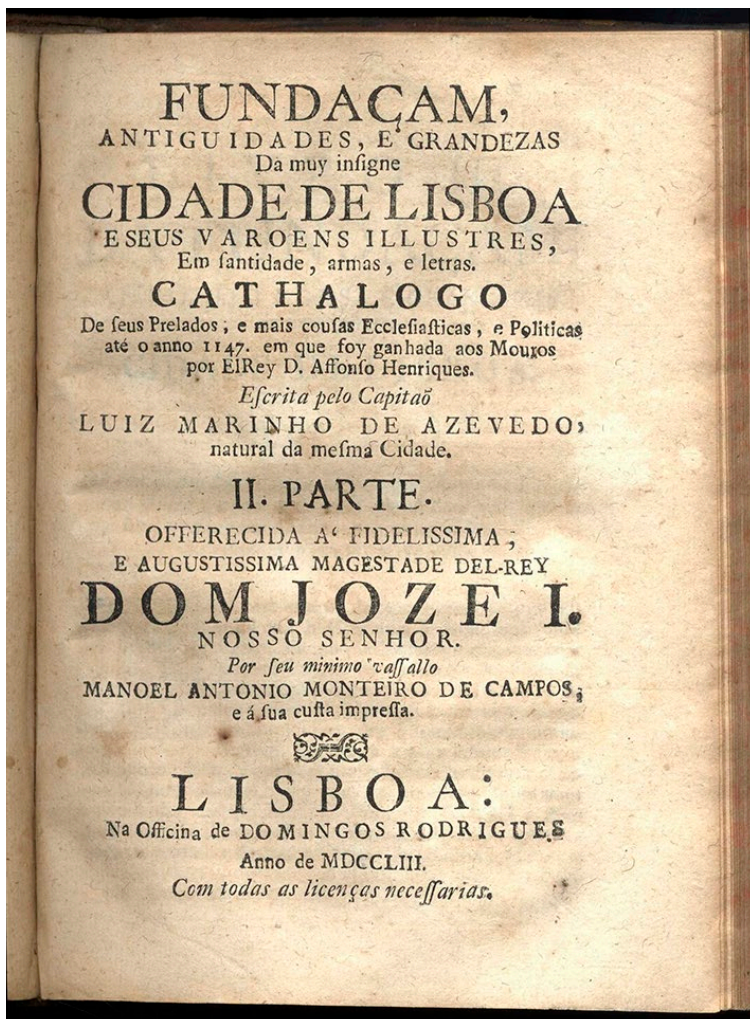 FUNDAÇAM,
ANTIGUIDADES, E GRANDEZAS
Da muy inſigne
CIDADE DE LISBOA
E SEUS VAROENS ILLUSTRES,
Em ſantidade, armas, e letras.
CATHALOGO
De ſeus Prelados, e mais couſas Eccleſiaſticas, e Politicas
até o anno 1147. em que foy ganhada aos Mouros
por ElRey D. Affonſo Henriques.
Eſcrita pelo Capitaõ
LUIZ MARINHO DE AZEVEDO,
natural da meſma Cidade.
II. PARTE.
OFFERECIDA A' FIDELISSIMA,
E AUGUSTISSIMA MAGESTADE DEL-REY
DOM JOZE I.
NOSSO SENHOR.
Por ſeu minimo vaſſallo
MANOEL ANTONIO MONTEIRO DE CAMPOS;
e á ſua cuſta impreſſa.
LISBOA:
Na Officina de DOMINGOS RODRIGUES
Anno de MDCCLIII.
Com todas as licenças neceſſarias.